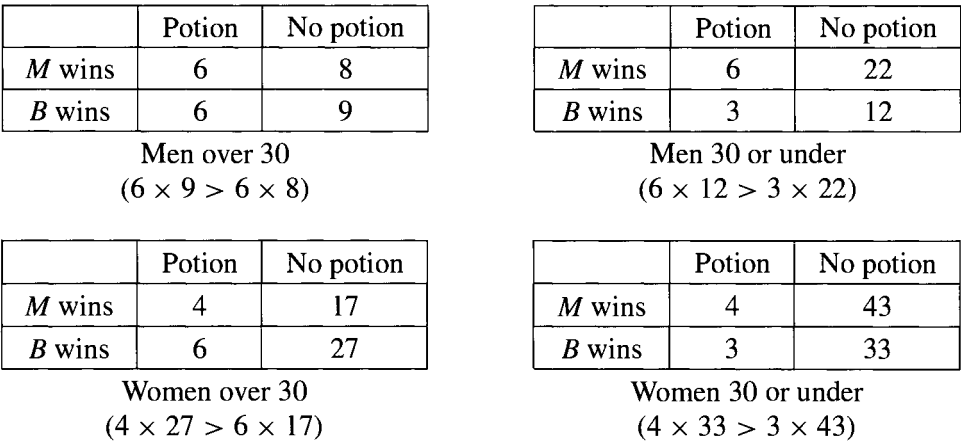 Potion No potion
M wins 6 8
B wins 6 9
Men over 30
(6 × 9 > 6 × 8)
Potion No potion
M wins 6 22
B wins 3 12
Men 30 or under
(6 × 12 > 3 × 22)
Potion No potion
M wins 4 17
B wins 6 27
Women over 30
(4 × 27 > 6 × 17)
Potion No potion
M wins 4 43
B wins 3 33
Women 30 or under
(4 × 33 > 3 × 43)